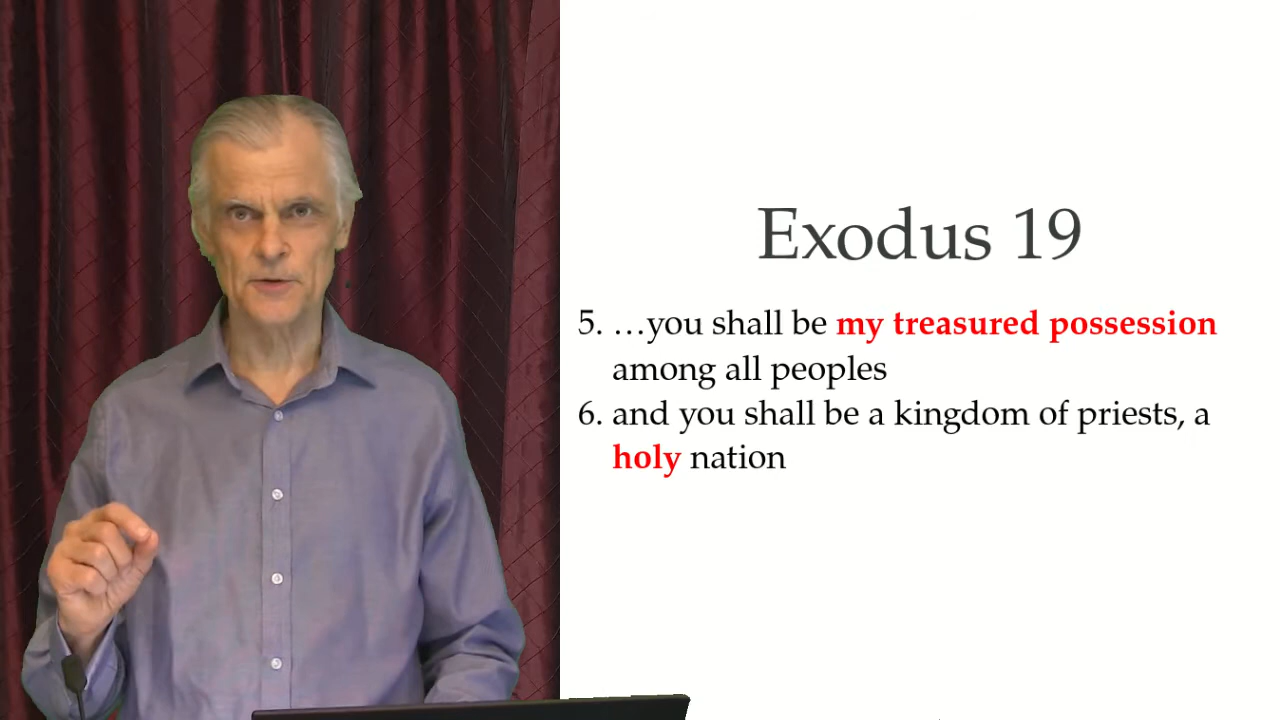 Exodus 19
5. …you shall be my treasured possession
among all peoples
6. and you shall be a kingdom of priests, a
holy nation